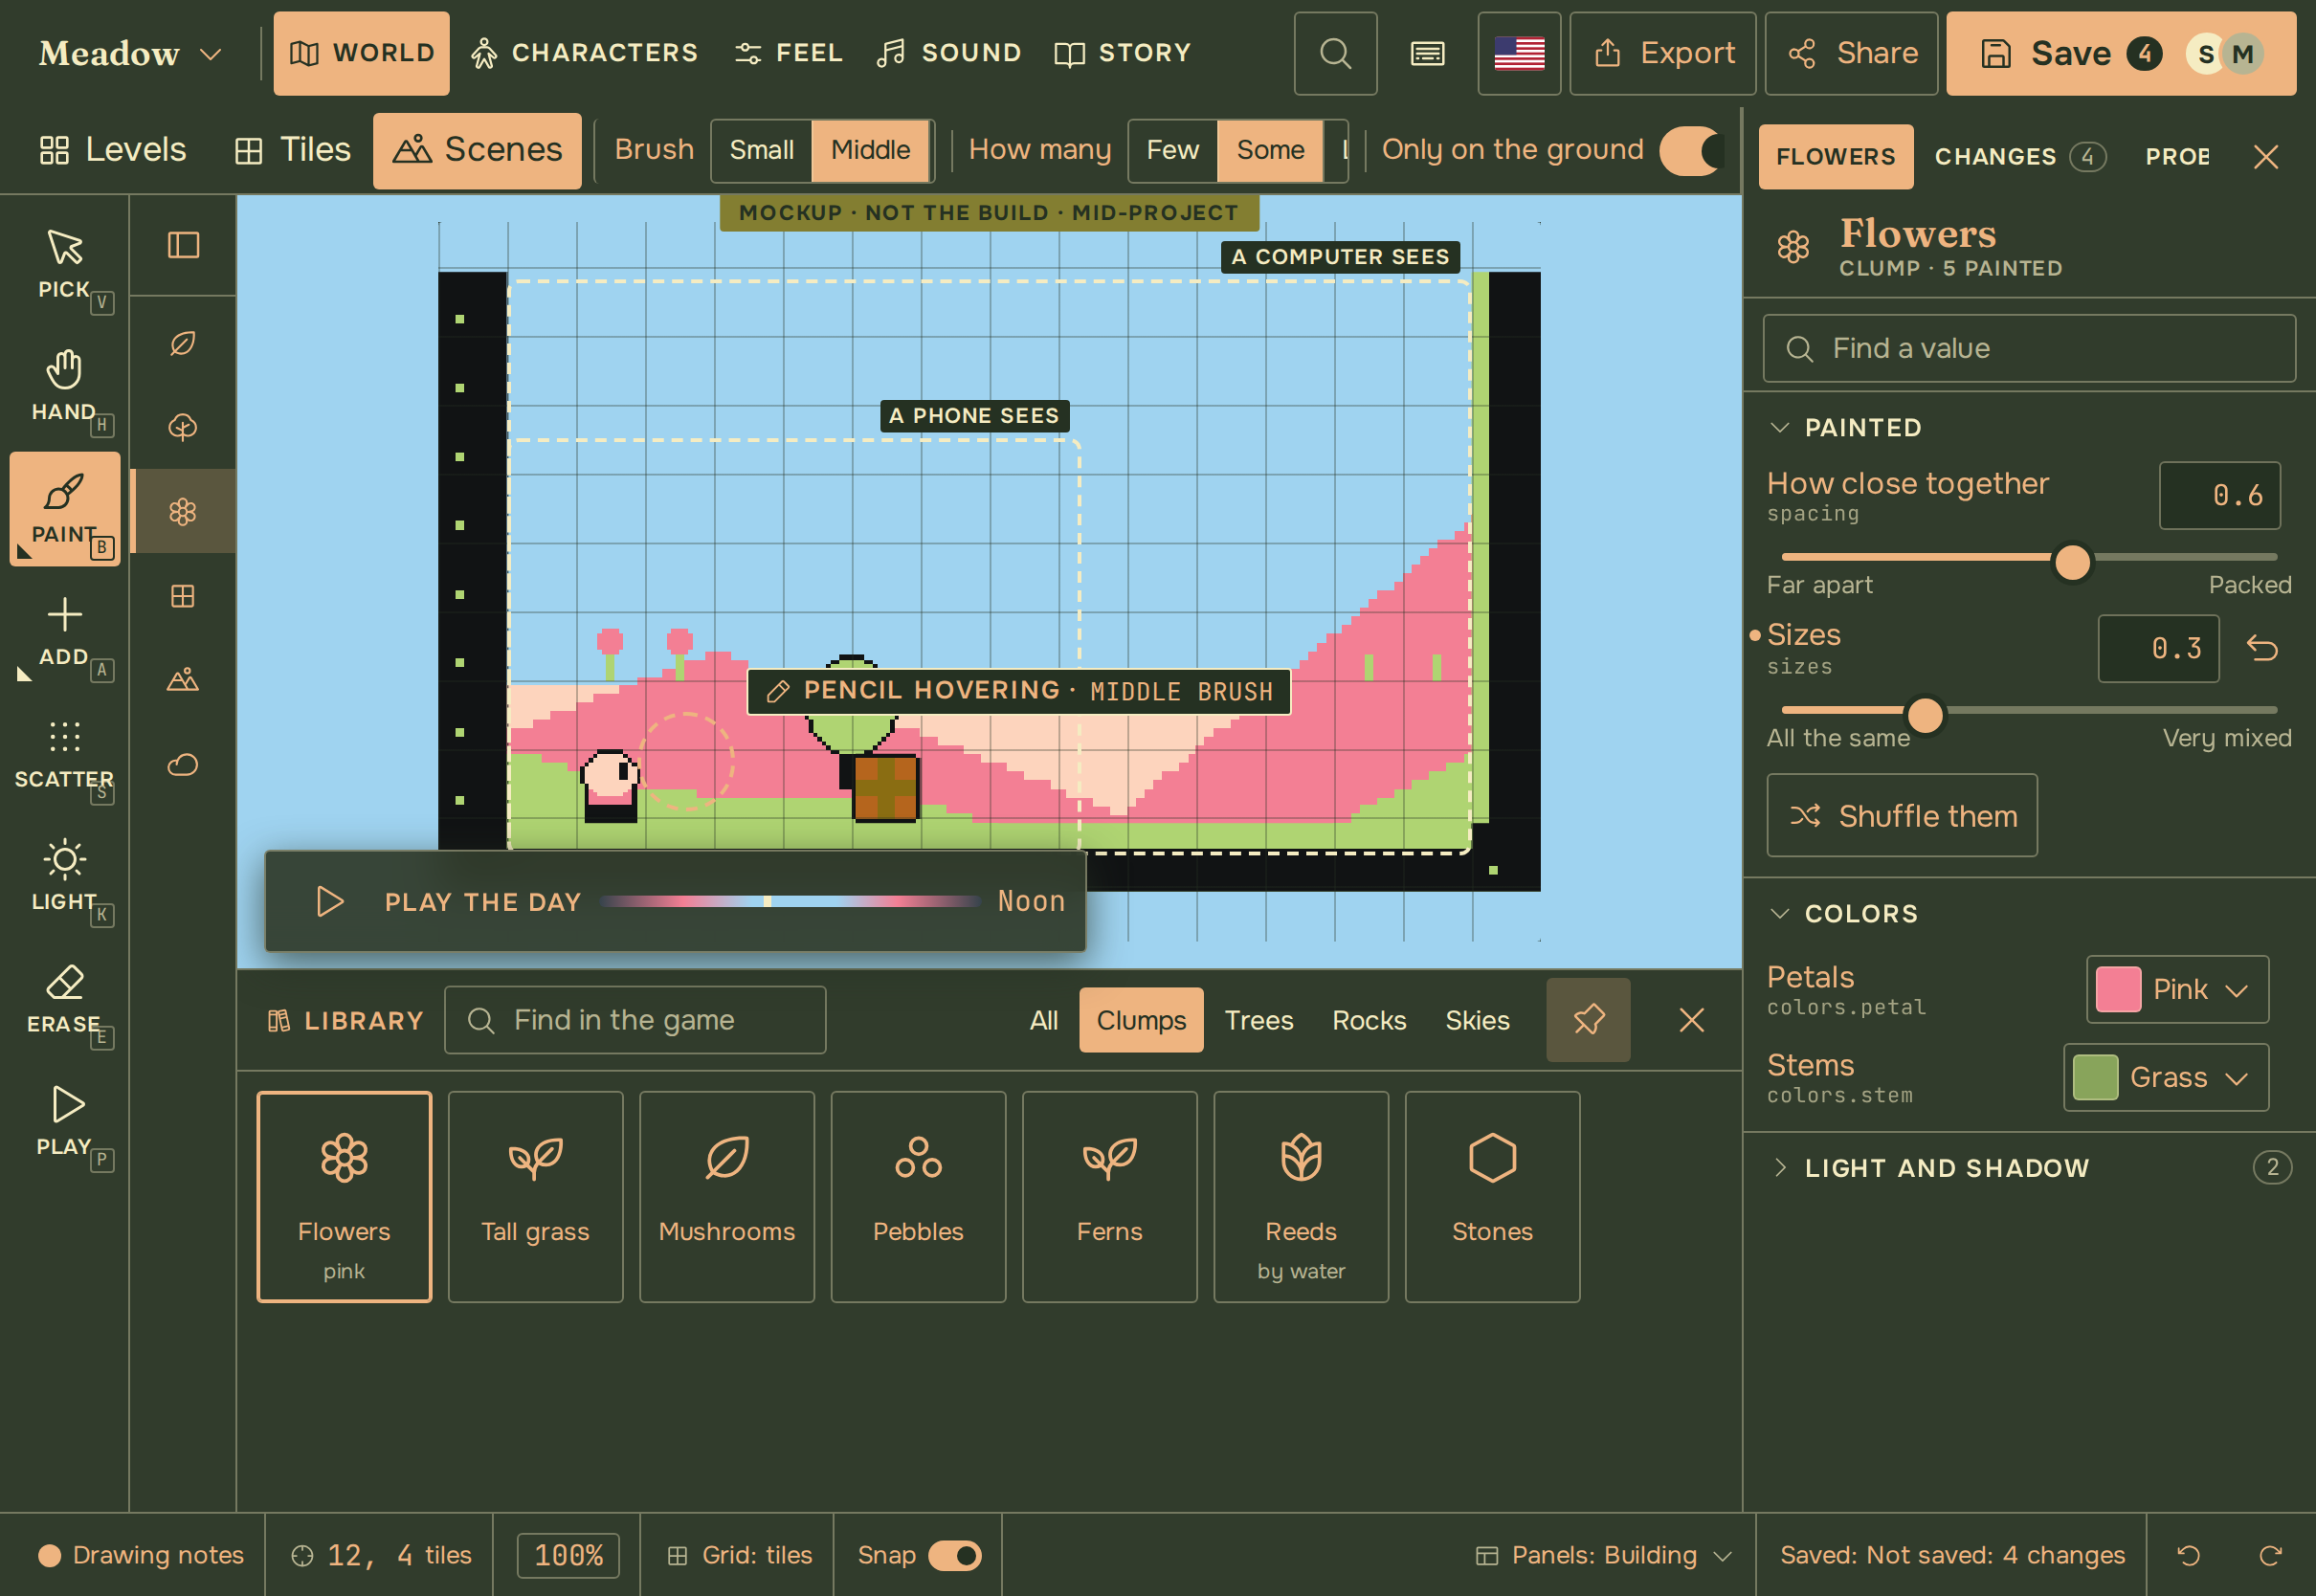 Meadow
WORLD
CHARACTERS
FEEL
SOUND
STORY
Export
Share
Save 4 S M
Levels
Tiles
Scenes
Brush Small Middle
How many Few Some
Only on the ground
FLOWERS
CHANGES 4
MOCKUP · NOT THE BUILD · MID-PROJECT
A COMPUTER SEES
A PHONE SEES
PENCIL HOVERING · MIDDLE BRUSH
PLAY THE DAY Noon
PICK V
HAND H
PAINT B
ADD A
SCATTER S
LIGHT K
ERASE E
PLAY P
Flowers
CLUMP · 5 PAINTED
Find a value
PAINTED
How close together 0.6
spacing
Far apart Packed
Sizes 0.3
sizes
All the same Very mixed
Shuffle them
COLORS
Petals Pink
colors.petal
Stems Grass
colors.stem
LIGHT AND SHADOW 2
LIBRARY
Find in the game
All Clumps Trees Rocks Skies
Flowers
pink
Tall grass
Mushrooms
Pebbles
Ferns
Reeds
by water
Stones
Drawing notes
12, 4 tiles
100%
Grid: tiles
Snap
Panels: Building
Saved: Not saved: 4 changes